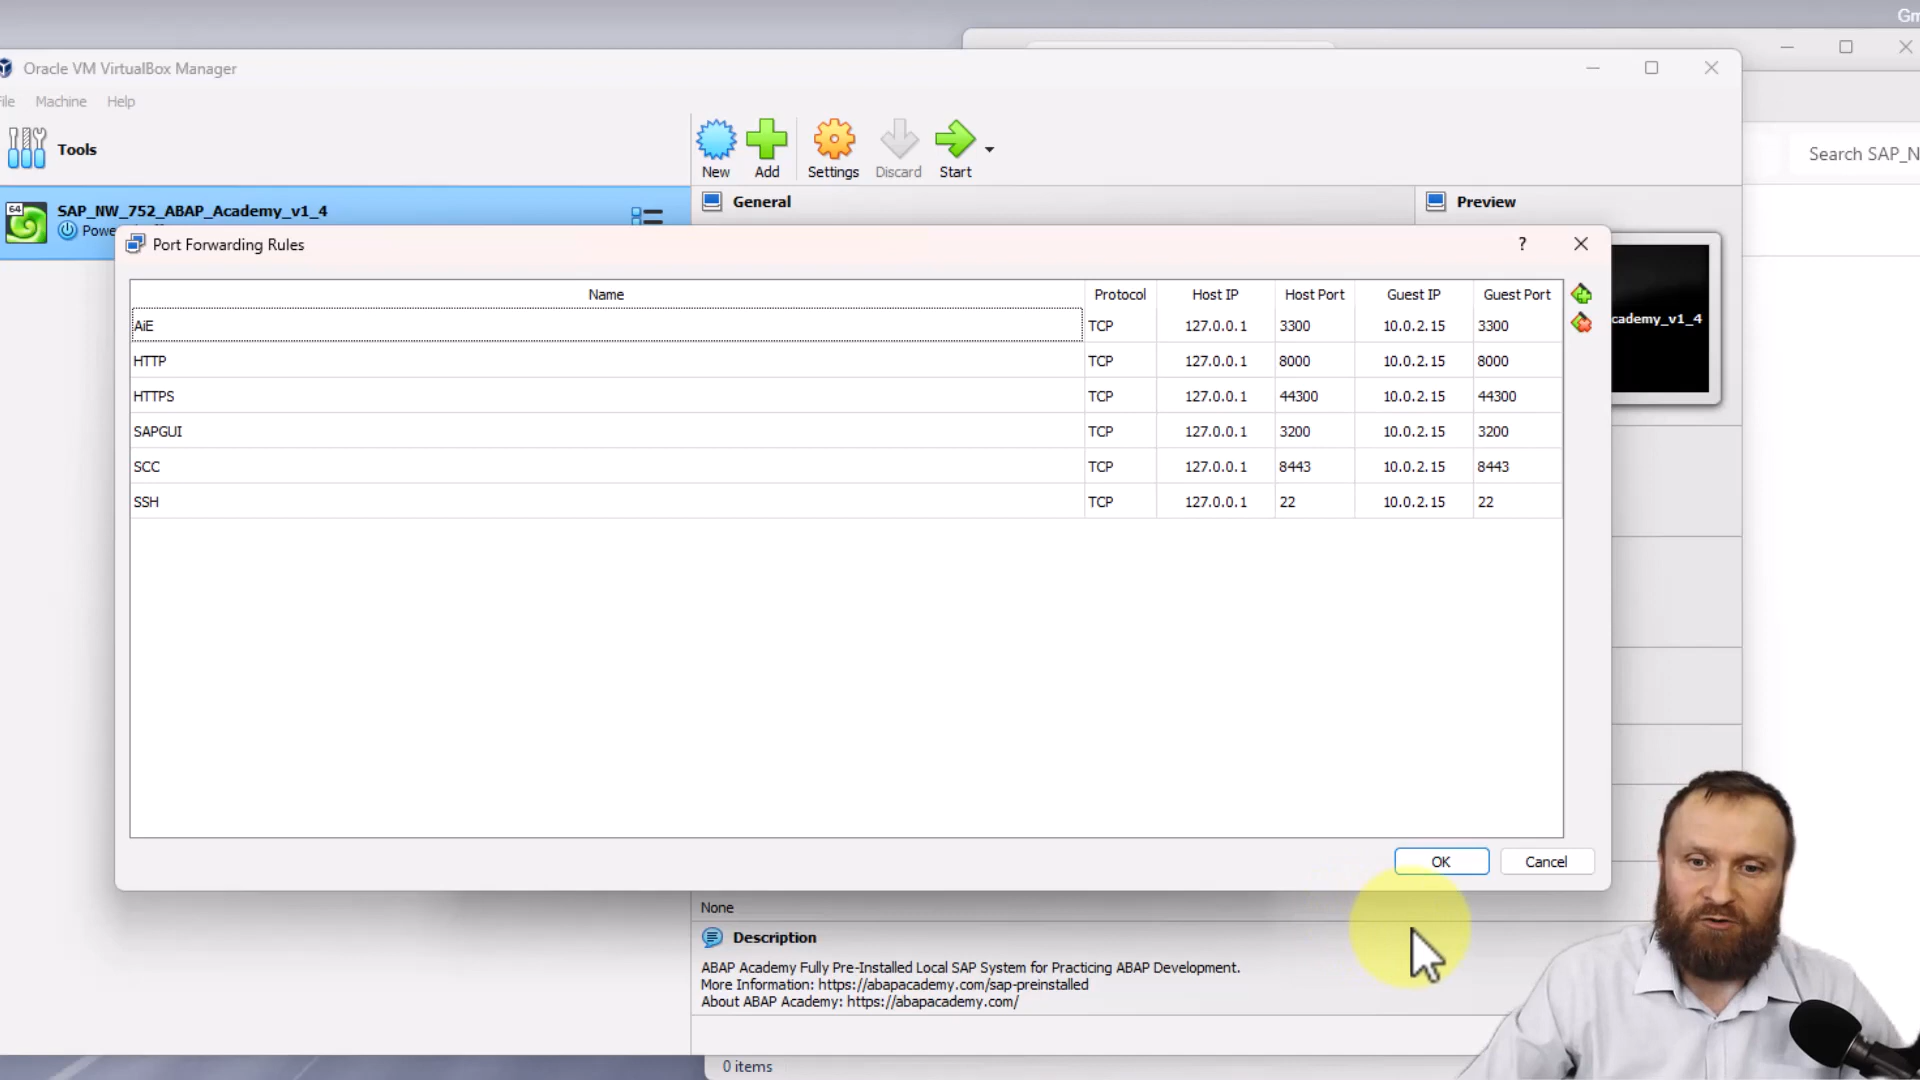 Gm
Oracle VM VirtualBox Manager
File Machine Help
Tools
New Add Settings Discard Start
Search SAP_N
64
SAP_NW_752_ABAP_Academy_v1_4
Powe
General
Preview
Port Forwarding Rules
?
Name Protocol Host IP Host Port Guest IP Guest Port
AiE TCP 127.0.0.1 3300 10.0.2.15 3300
cademy_v1_4
HTTP TCP 127.0.0.1 8000 10.0.2.15 8000
HTTPS TCP 127.0.0.1 44300 10.0.2.15 44300
SAPGUI TCP 127.0.0.1 3200 10.0.2.15 3200
SCC TCP 127.0.0.1 8443 10.0.2.15 8443
SSH TCP 127.0.0.1 22 10.0.2.15 22
OK Cancel
None
Description
ABAP Academy Fully Pre-Installed Local SAP System for Practicing ABAP Development.
More Information: https://abapacademy.com/sap-preinstalled
About ABAP Academy: https://abapacademy.com/
0 items